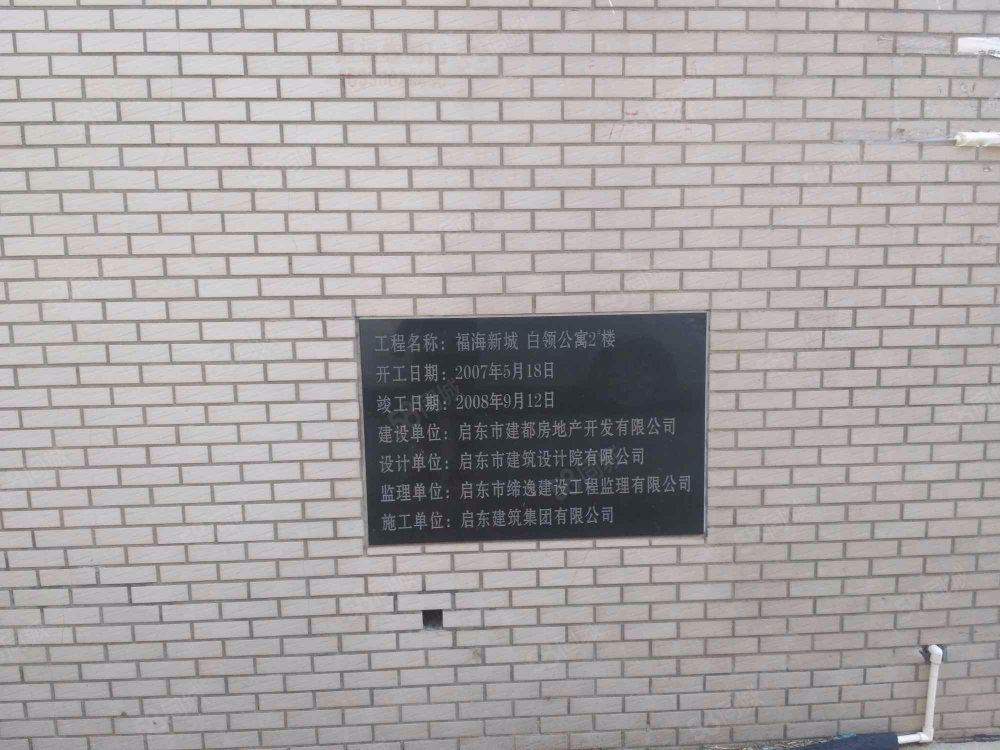 工程名称：福海新城 白领公寓2#楼
开工日期：2007年5月18日
竣工日期：2008年9月12日
建设单位：启东市建都房地产开发有限公司
设计单位：启东市建筑设计院有限公司
监理单位：启东市缔逸建设工程监理有限公司
施工单位：启东建筑集团有限公司
58同城